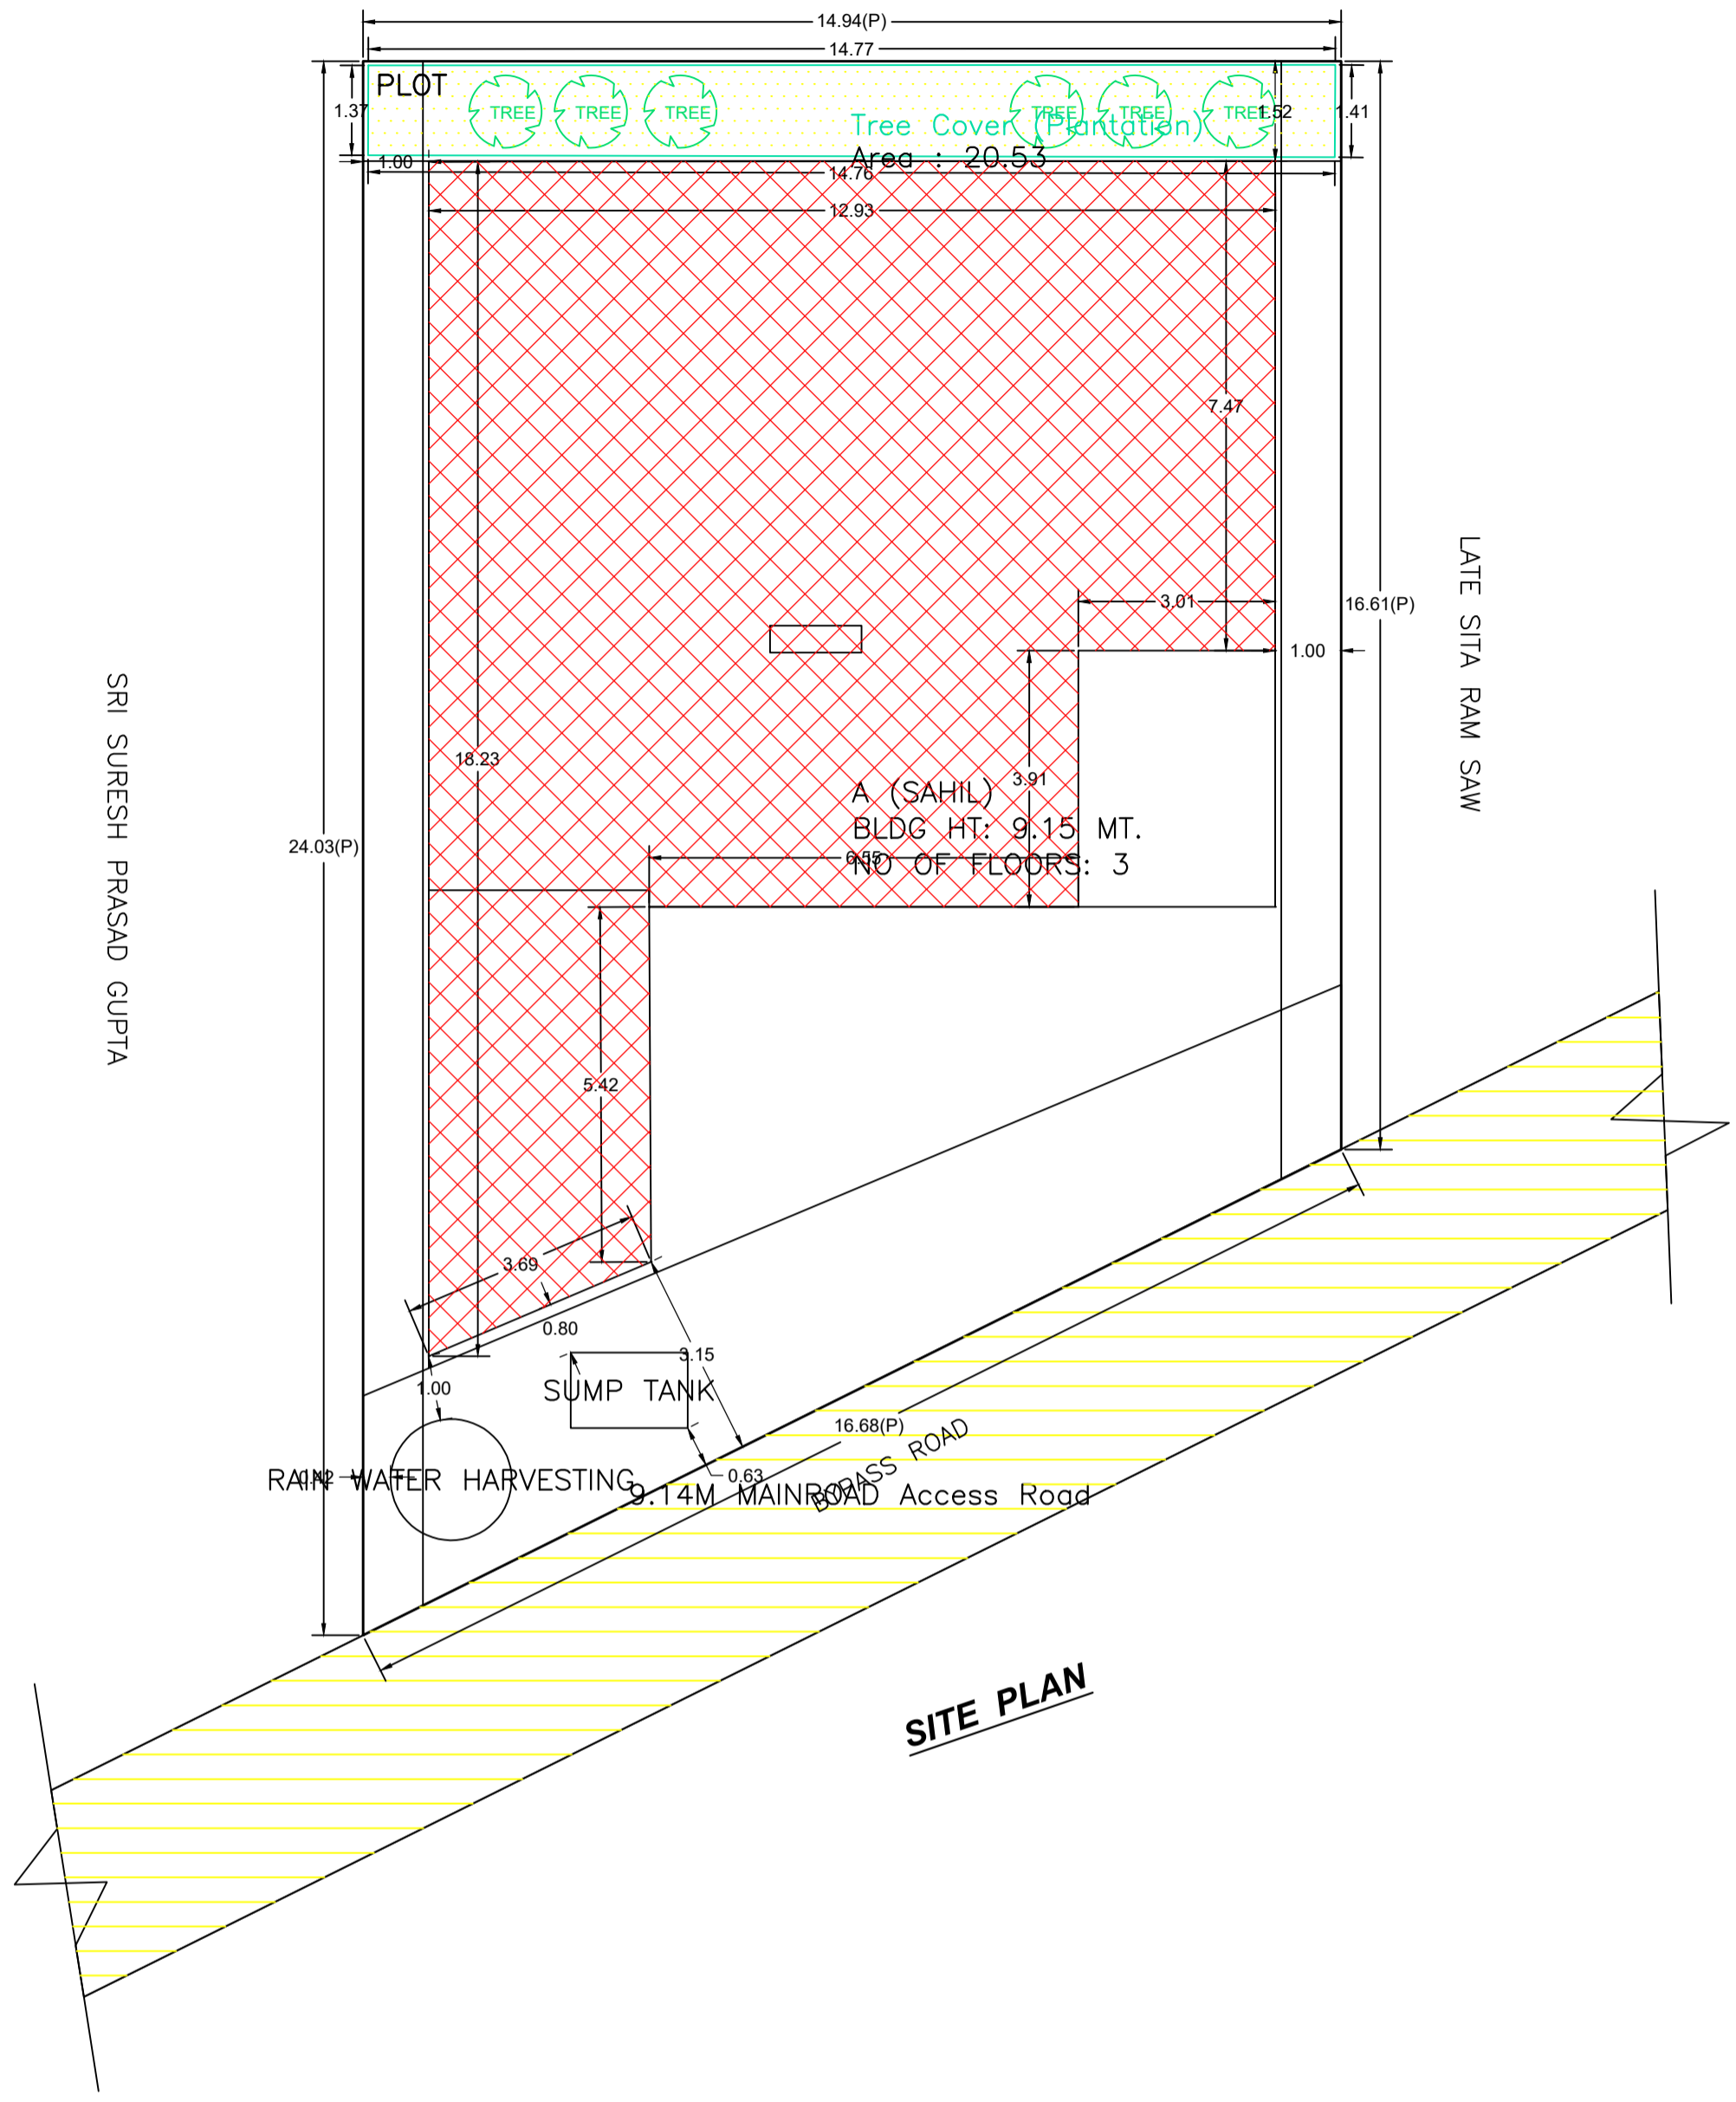 14.94(P)
14.77
PLOT
TREE
TREE
TREE
TREE
TREE
TREE
1.37
1.52
1.41
Tree Cover (Plantation)
Area : 20.53
1.00
14.76
12.93
7.47
3.01
16.61(P)
1.00
LATE SITA RAM SAW
SRI SURESH PRASAD GUPTA
18.23
3.91
A (SAHIL)
BLDG HT: 9.15 MT.
NO OF FLOORS: 3
6.55
24.03(P)
5.42
3.69
0.80
3.15
1.00
SUMP TANK
16.68(P)
BYPASS ROAD
0.42
RAIN WATER HARVESTING
0.63
9.14M MAINROAD Access Road
SITE PLAN